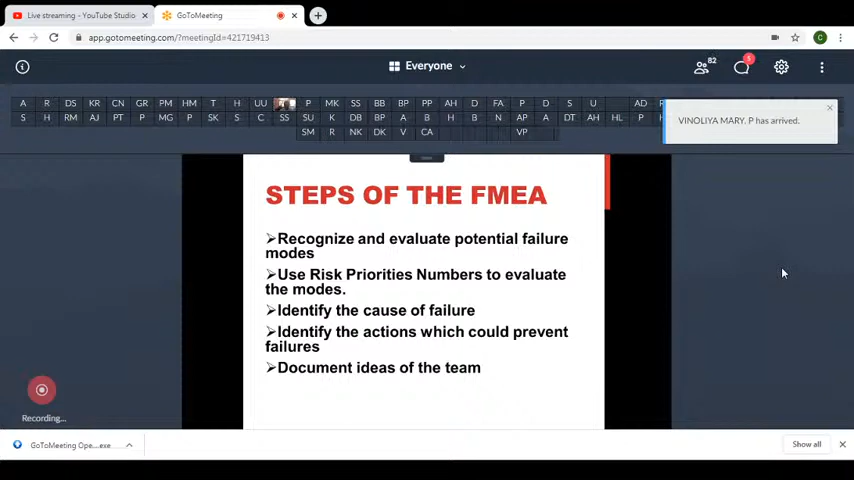 Live streaming - YouTube Studio
GoToMeeting
app.gotomeeting.com/?meetingId=421719413
C
Everyone
82
5
A R DS KR CN GR PM HM T H UU P MK SS BB BP PP AH D FA P D S U AD
S H RM AJ PT P MG P SK S C SS SU K DB BP A B H B N AP A DT AH HL P
SM R NK DK V CA VP
VINOLIYA MARY. P has arrived.
STEPS OF THE FMEA
➢Recognize and evaluate potential failure
modes
➢Use Risk Priorities Numbers to evaluate
the modes.
➢Identify the cause of failure
➢Identify the actions which could prevent
failures
➢Document ideas of the team
Recording...
GoToMeeting Ope....exe
Show all